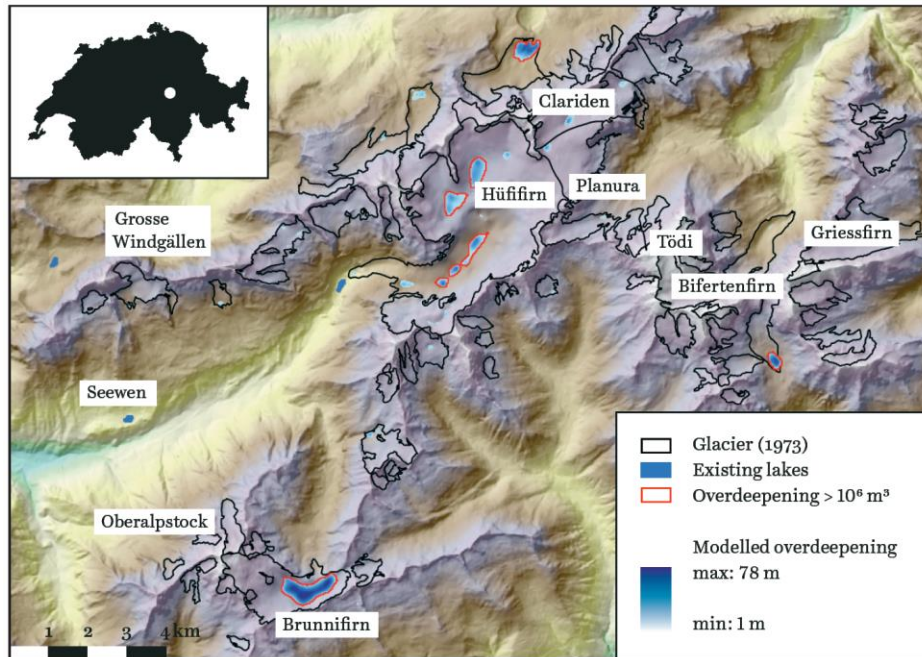 Clariden
Hüfifirn
Planura
Grosse
Windgällen
Tödi
Griessfirn
Bifertenfirn
Seewen
Oberalpstock
Brunnifirn
1 2 3 4 km
Glacier (1973)
Existing lakes
Overdeepening > 10⁶ m³
Modelled overdeepening
max: 78 m
min: 1 m